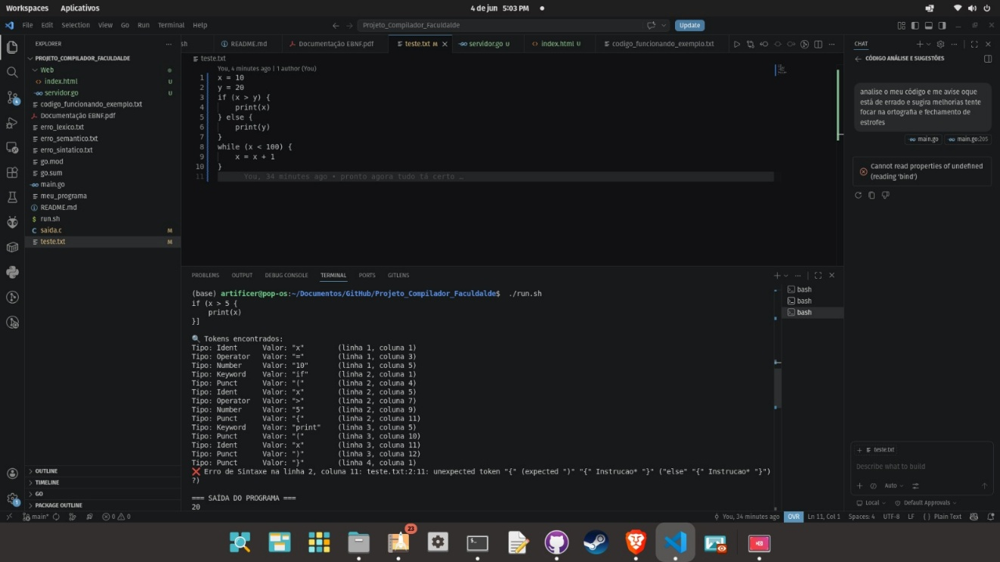 Workspaces Aplicativos 4 de jun 5:03 PM
File Edit Selection View Go Run Terminal Help Projeto_Compilador_Faculdalde Update
EXPLORER
PROJETO_COMPILADOR_FACULDALDE
Web
index.html U
servidor.go U
codigo_funcionando_exemplo.txt
Documentação EBNF.pdf
erro_lexico.txt
erro_semantico.txt
erro_sintatico.txt
go.mod
go.sum
main.go
meu_programa
README.md
run.sh
saida.c M
teste.txt M
OUTLINE
TIMELINE
GO
PACKAGE OUTLINE
sh README.md Documentação EBNF.pdf teste.txt M servidor.go U index.html U codigo_funcionando_exemplo.txt
teste.txt
You, 4 minutes ago | 1 author (You)
1 x = 10
2 y = 20
3 if (x > y) {
4 print(x)
5 } else {
6 print(y)
7 }
8 while (x < 100) {
9 x = x + 1
10 }
11 You, 34 minutes ago • pronto agora tudo tá certo …
PROBLEMS OUTPUT DEBUG CONSOLE TERMINAL PORTS GITLENS
(base) artificer@pop-os:~/Documentos/GitHub/Projeto_Compilador_Faculdalde$ ./run.sh
if (x > 5 {
print(x)
}]
Tokens encontrados:
Tipo: Ident Valor: "x" (linha 1, coluna 1)
Tipo: Operator Valor: "=" (linha 1, coluna 3)
Tipo: Number Valor: "10" (linha 1, coluna 5)
Tipo: Keyword Valor: "if" (linha 2, coluna 1)
Tipo: Punct Valor: "(" (linha 2, coluna 4)
Tipo: Ident Valor: "x" (linha 2, coluna 5)
Tipo: Operator Valor: ">" (linha 2, coluna 7)
Tipo: Number Valor: "5" (linha 2, coluna 9)
Tipo: Punct Valor: "{" (linha 2, coluna 11)
Tipo: Keyword Valor: "print" (linha 3, coluna 5)
Tipo: Punct Valor: "(" (linha 3, coluna 10)
Tipo: Ident Valor: "x" (linha 3, coluna 11)
Tipo: Punct Valor: ")" (linha 3, coluna 12)
Tipo: Punct Valor: "}" (linha 4, coluna 1)
❌ Erro de Sintaxe na linha 2, coluna 11: teste.txt:2:11: unexpected token "{" (expected ")" "{" Instrucao* "}" ("else" "{" Instrucao* "}")
?)
=== SAÍDA DO PROGRAMA ===
20
bash
bash
bash
CHAT
CÓDIGO ANÁLISE E SUGESTÕES
analise o meu código e me avise oque
está de errado e sugira melhorias tente
focar na ortografia e fechamento de
estrofes
main.go main.go:205
Cannot read properties of undefined
(reading 'bind')
teste.txt
Describe what to build
Auto
Local Default Approvals
main* 0 0 You, 34 minutes ago OVR Ln 11, Col 1 Spaces: 4 UTF-8 LF { } Plain Text
23